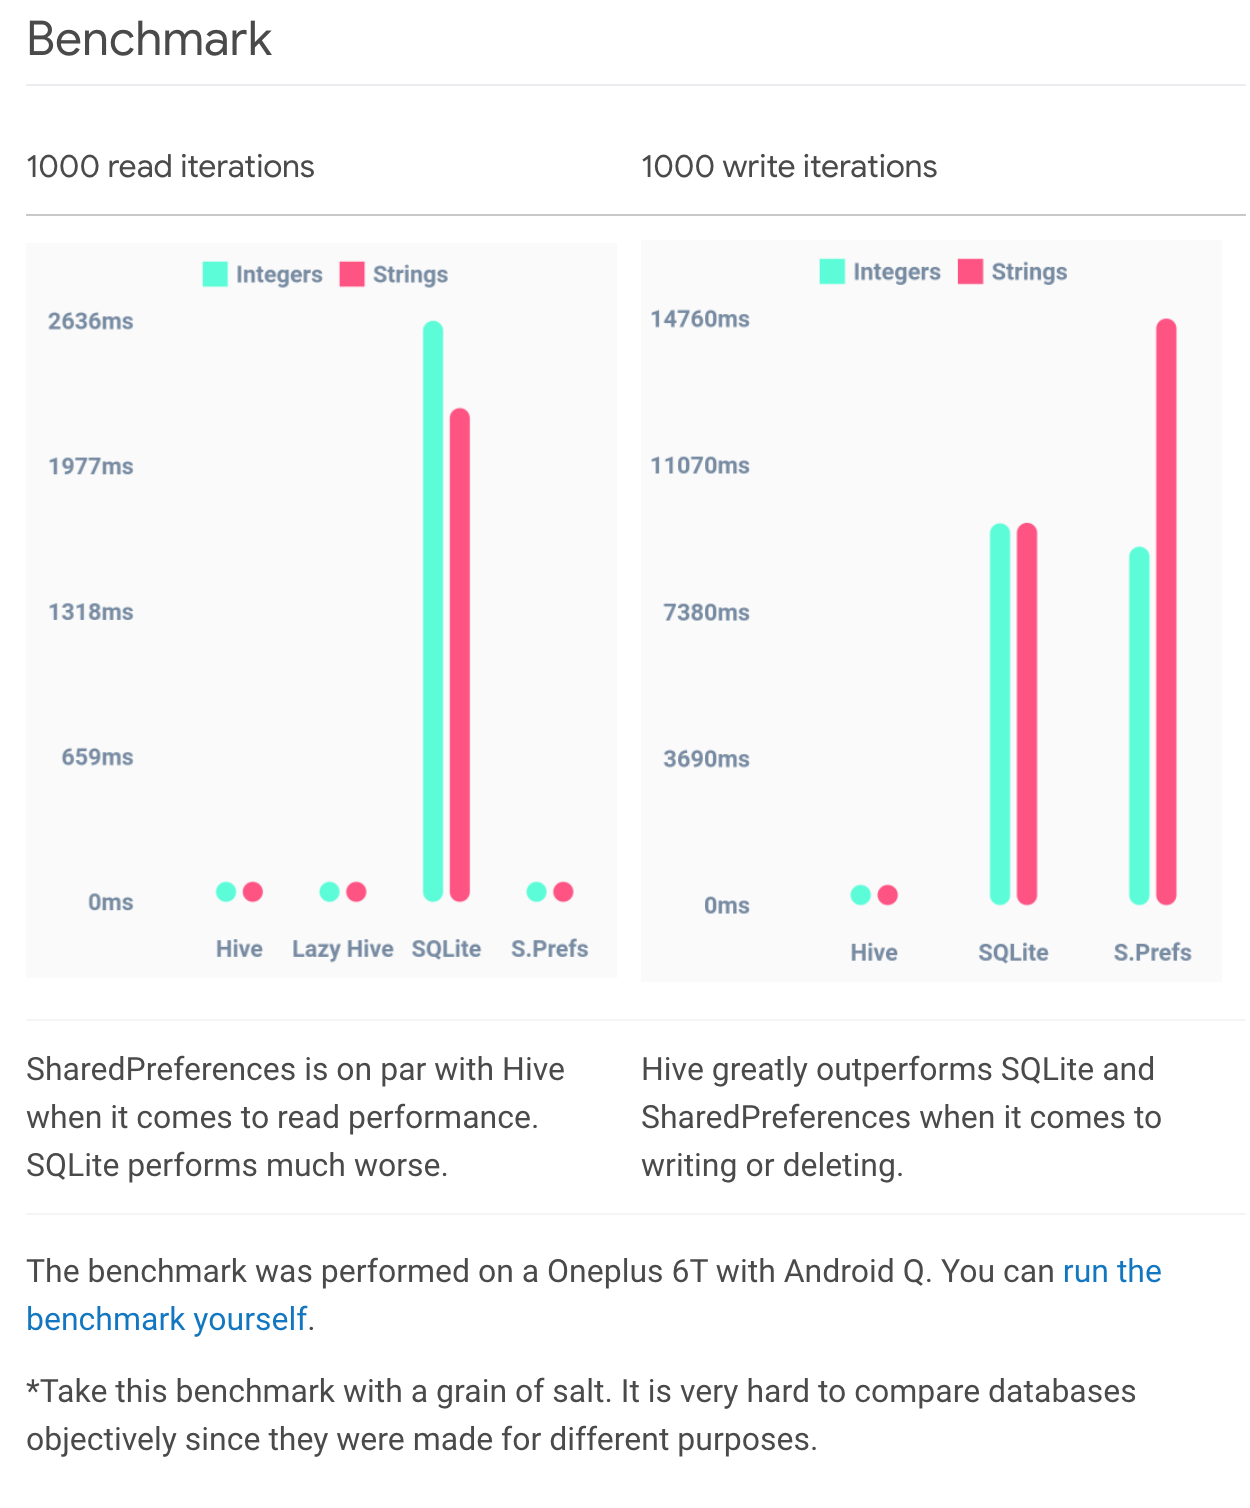 Benchmark
1000 read iterations
1000 write iterations
Integers Strings
2636ms
1977ms
1318ms
659ms
0ms
Hive Lazy Hive SQLite S.Prefs
Integers Strings
14760ms
11070ms
7380ms
3690ms
0ms
Hive SQLite S.Prefs
SharedPreferences is on par with Hive
when it comes to read performance.
SQLite performs much worse.
Hive greatly outperforms SQLite and
SharedPreferences when it comes to
writing or deleting.
The benchmark was performed on a Oneplus 6T with Android Q. You can run the
benchmark yourself.
*Take this benchmark with a grain of salt. It is very hard to compare databases
objectively since they were made for different purposes.